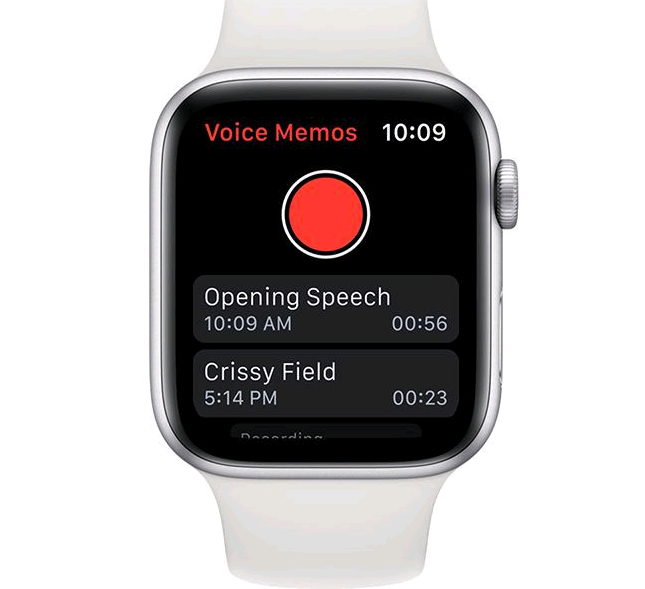 Voice Memos 10:09
Opening Speech
10:09 AM 00:56
Crissy Field
5:14 PM 00:23
Recording